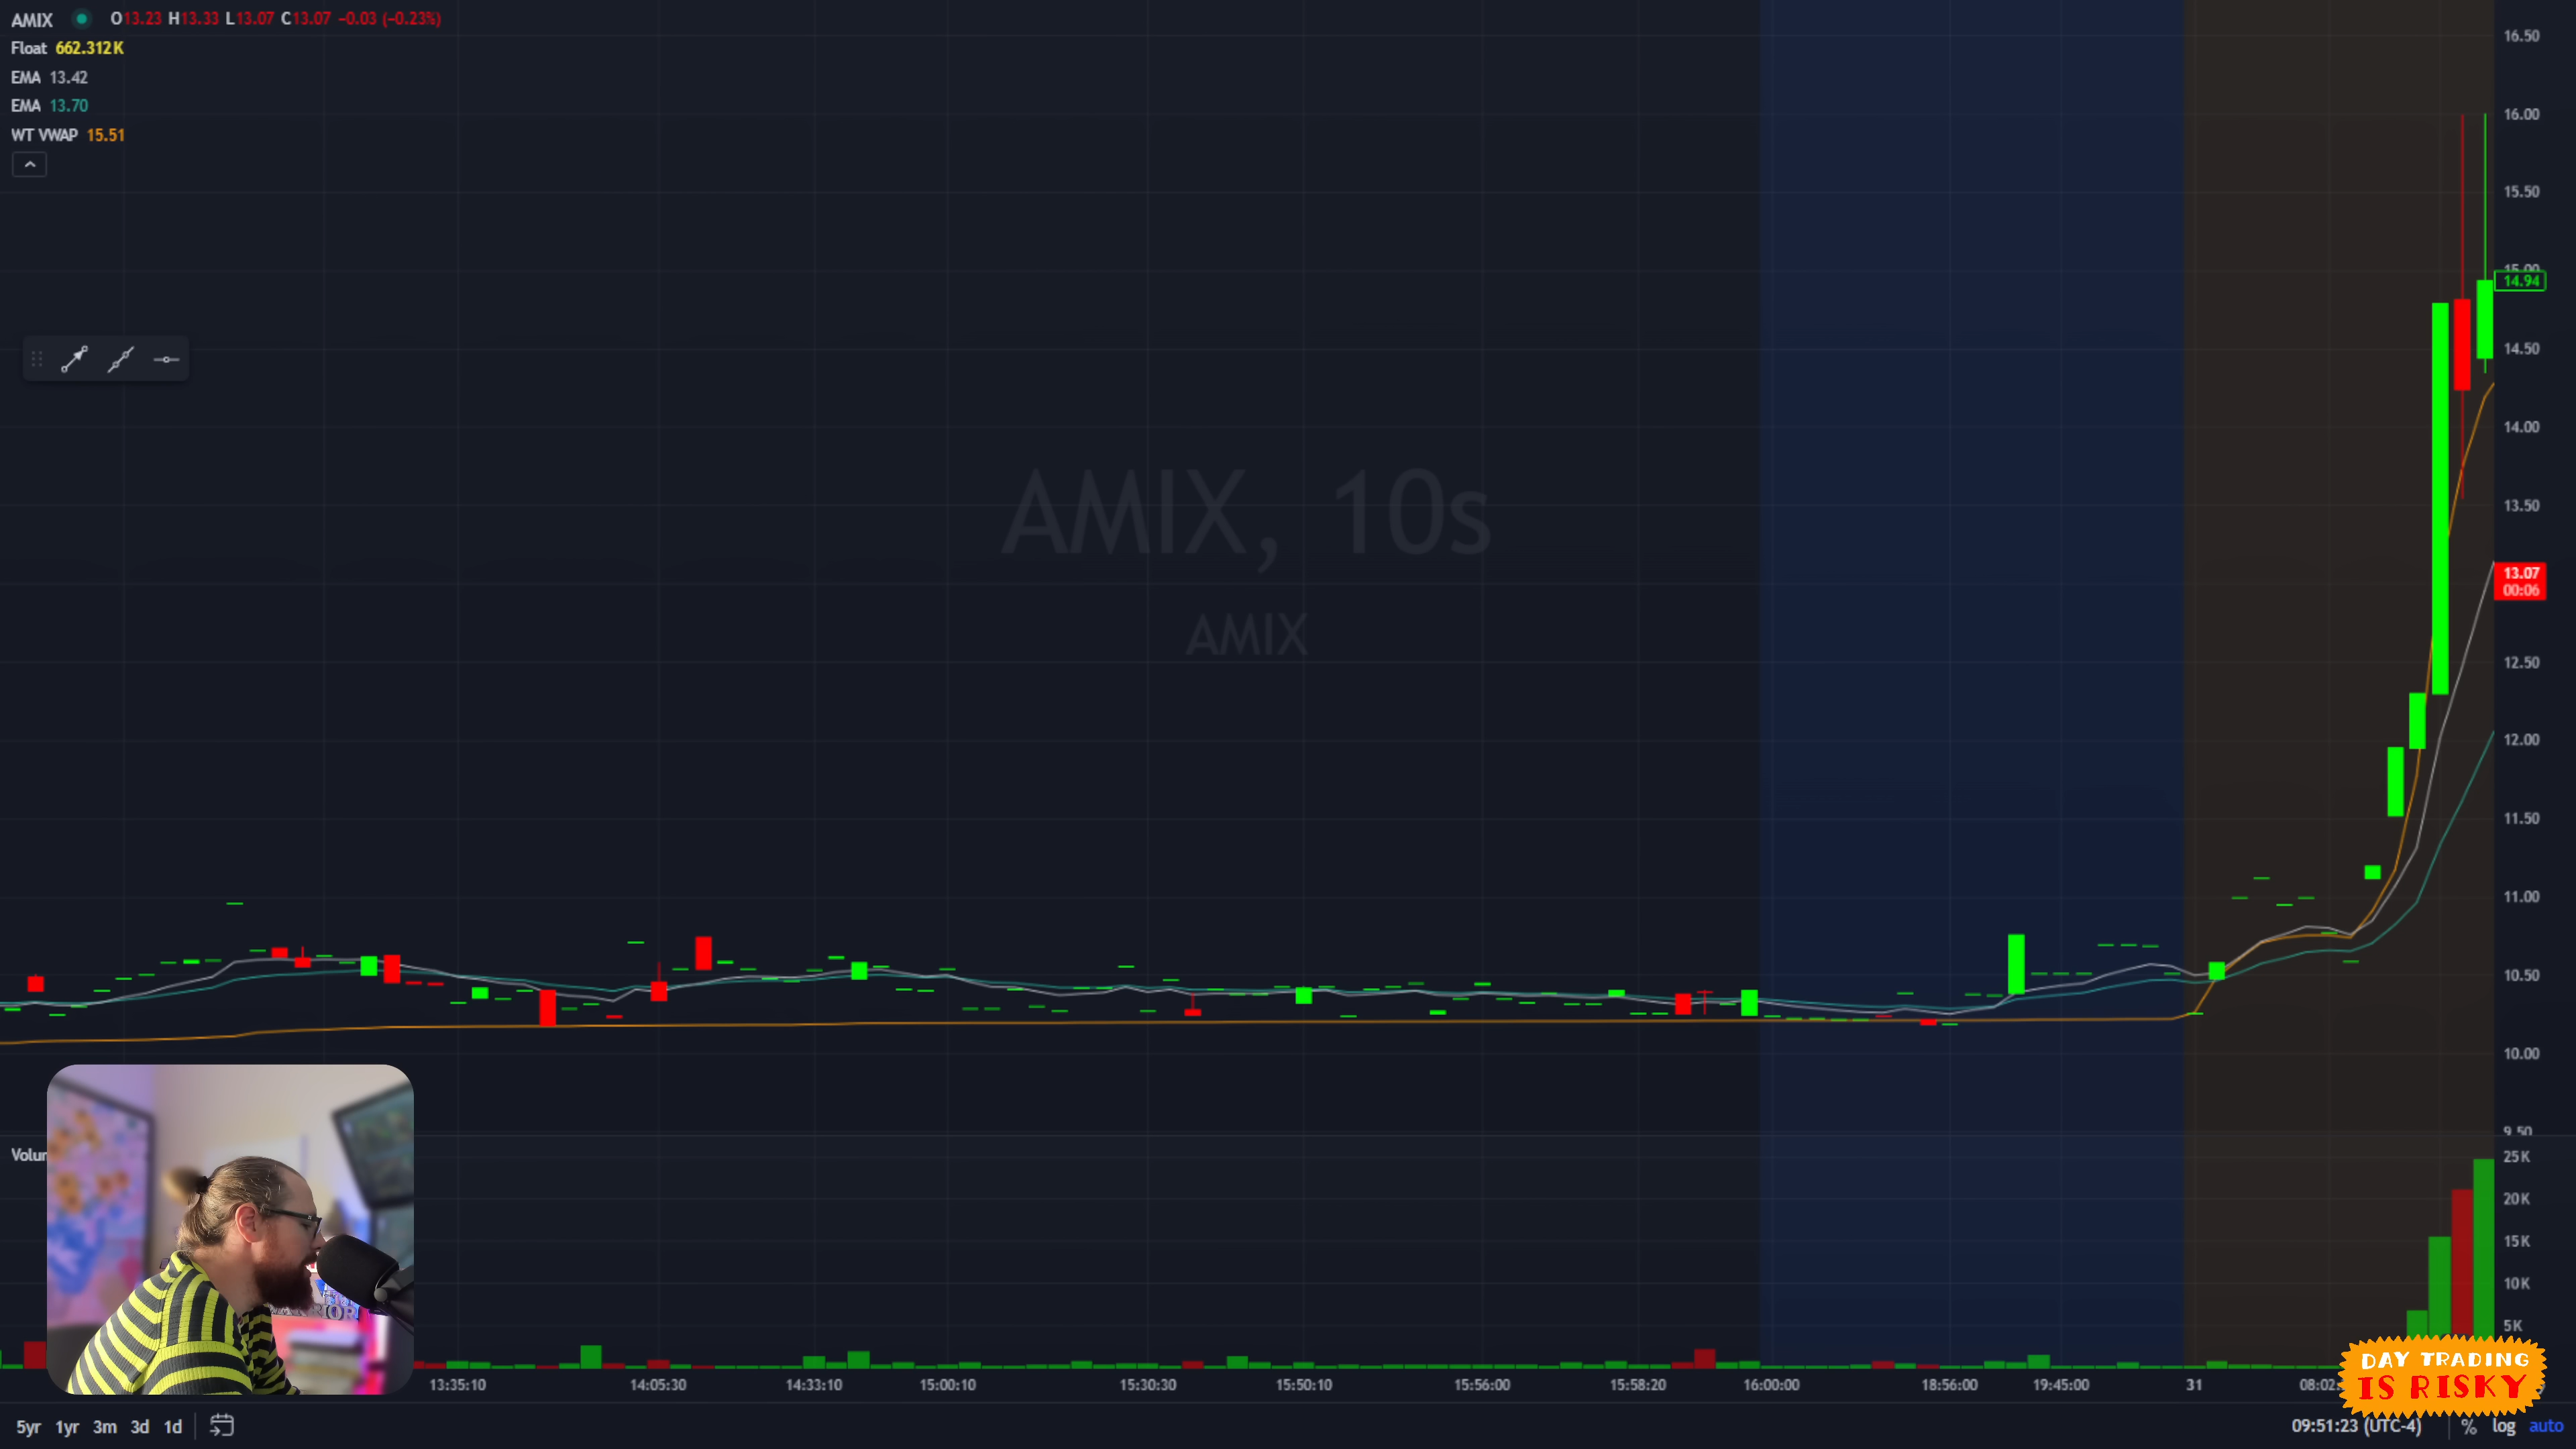 AMIX O13.23 H13.33 L13.07 C13.07 −0.03 (−0.23%)
Float 662.312K
EMA 13.42
EMA 13.70
WT VWAP 15.51
AMIX, 10s
AMIX
16.50
16.00
15.50
15.00
14.94
14.50
14.00
13.50
13.07
00:06
12.50
12.00
11.50
11.00
10.50
10.00
9.50
Volum
25K
20K
15K
10K
5K
13:35:10 14:05:30 14:33:10 15:00:10 15:30:30 15:50:10 15:56:00 15:58:20 16:00:00 18:56:00 19:45:00 31 08:02:
DAY TRADING
IS RISKY
5yr 1yr 3m 3d 1d
09:51:23 (UTC-4) % log auto